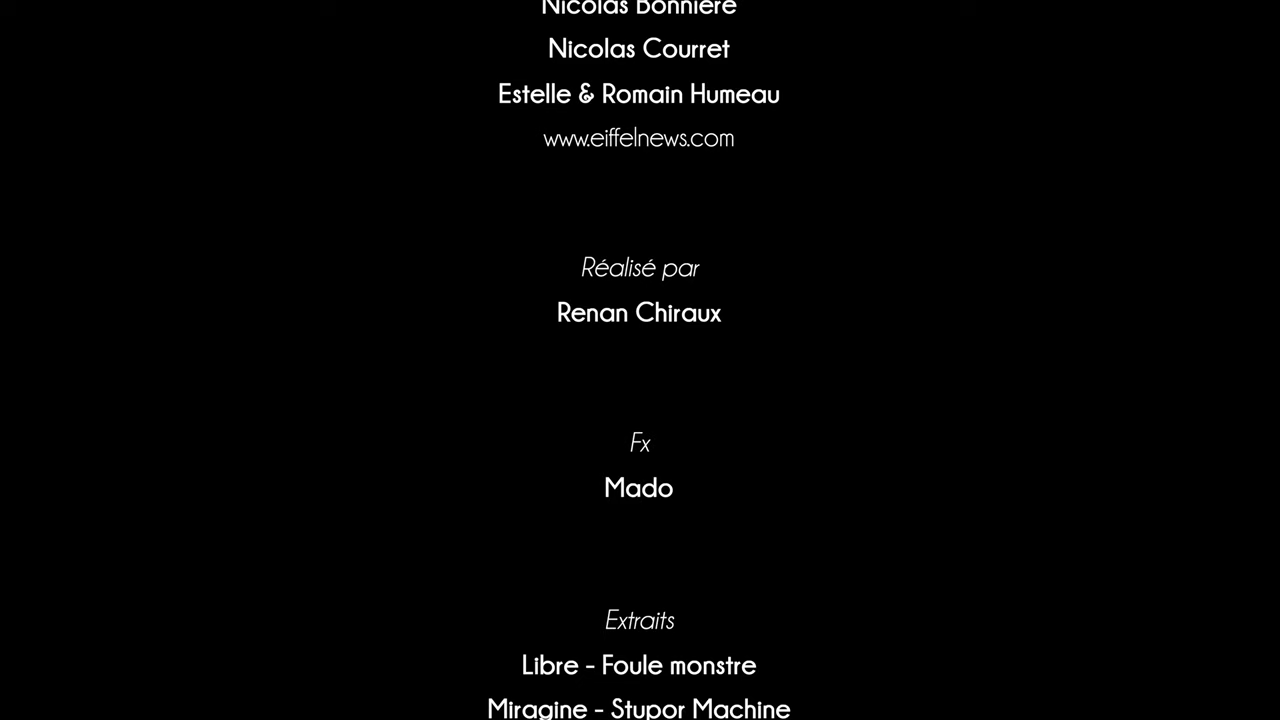 Nicolas Bonnière
Nicolas Courret
Estelle & Romain Humeau
www.eiffelnews.com
Réalisé par
Renan Chiraux
Fx
Mado
Extraits
Libre - Foule monstre
Miragine - Stupor Machine